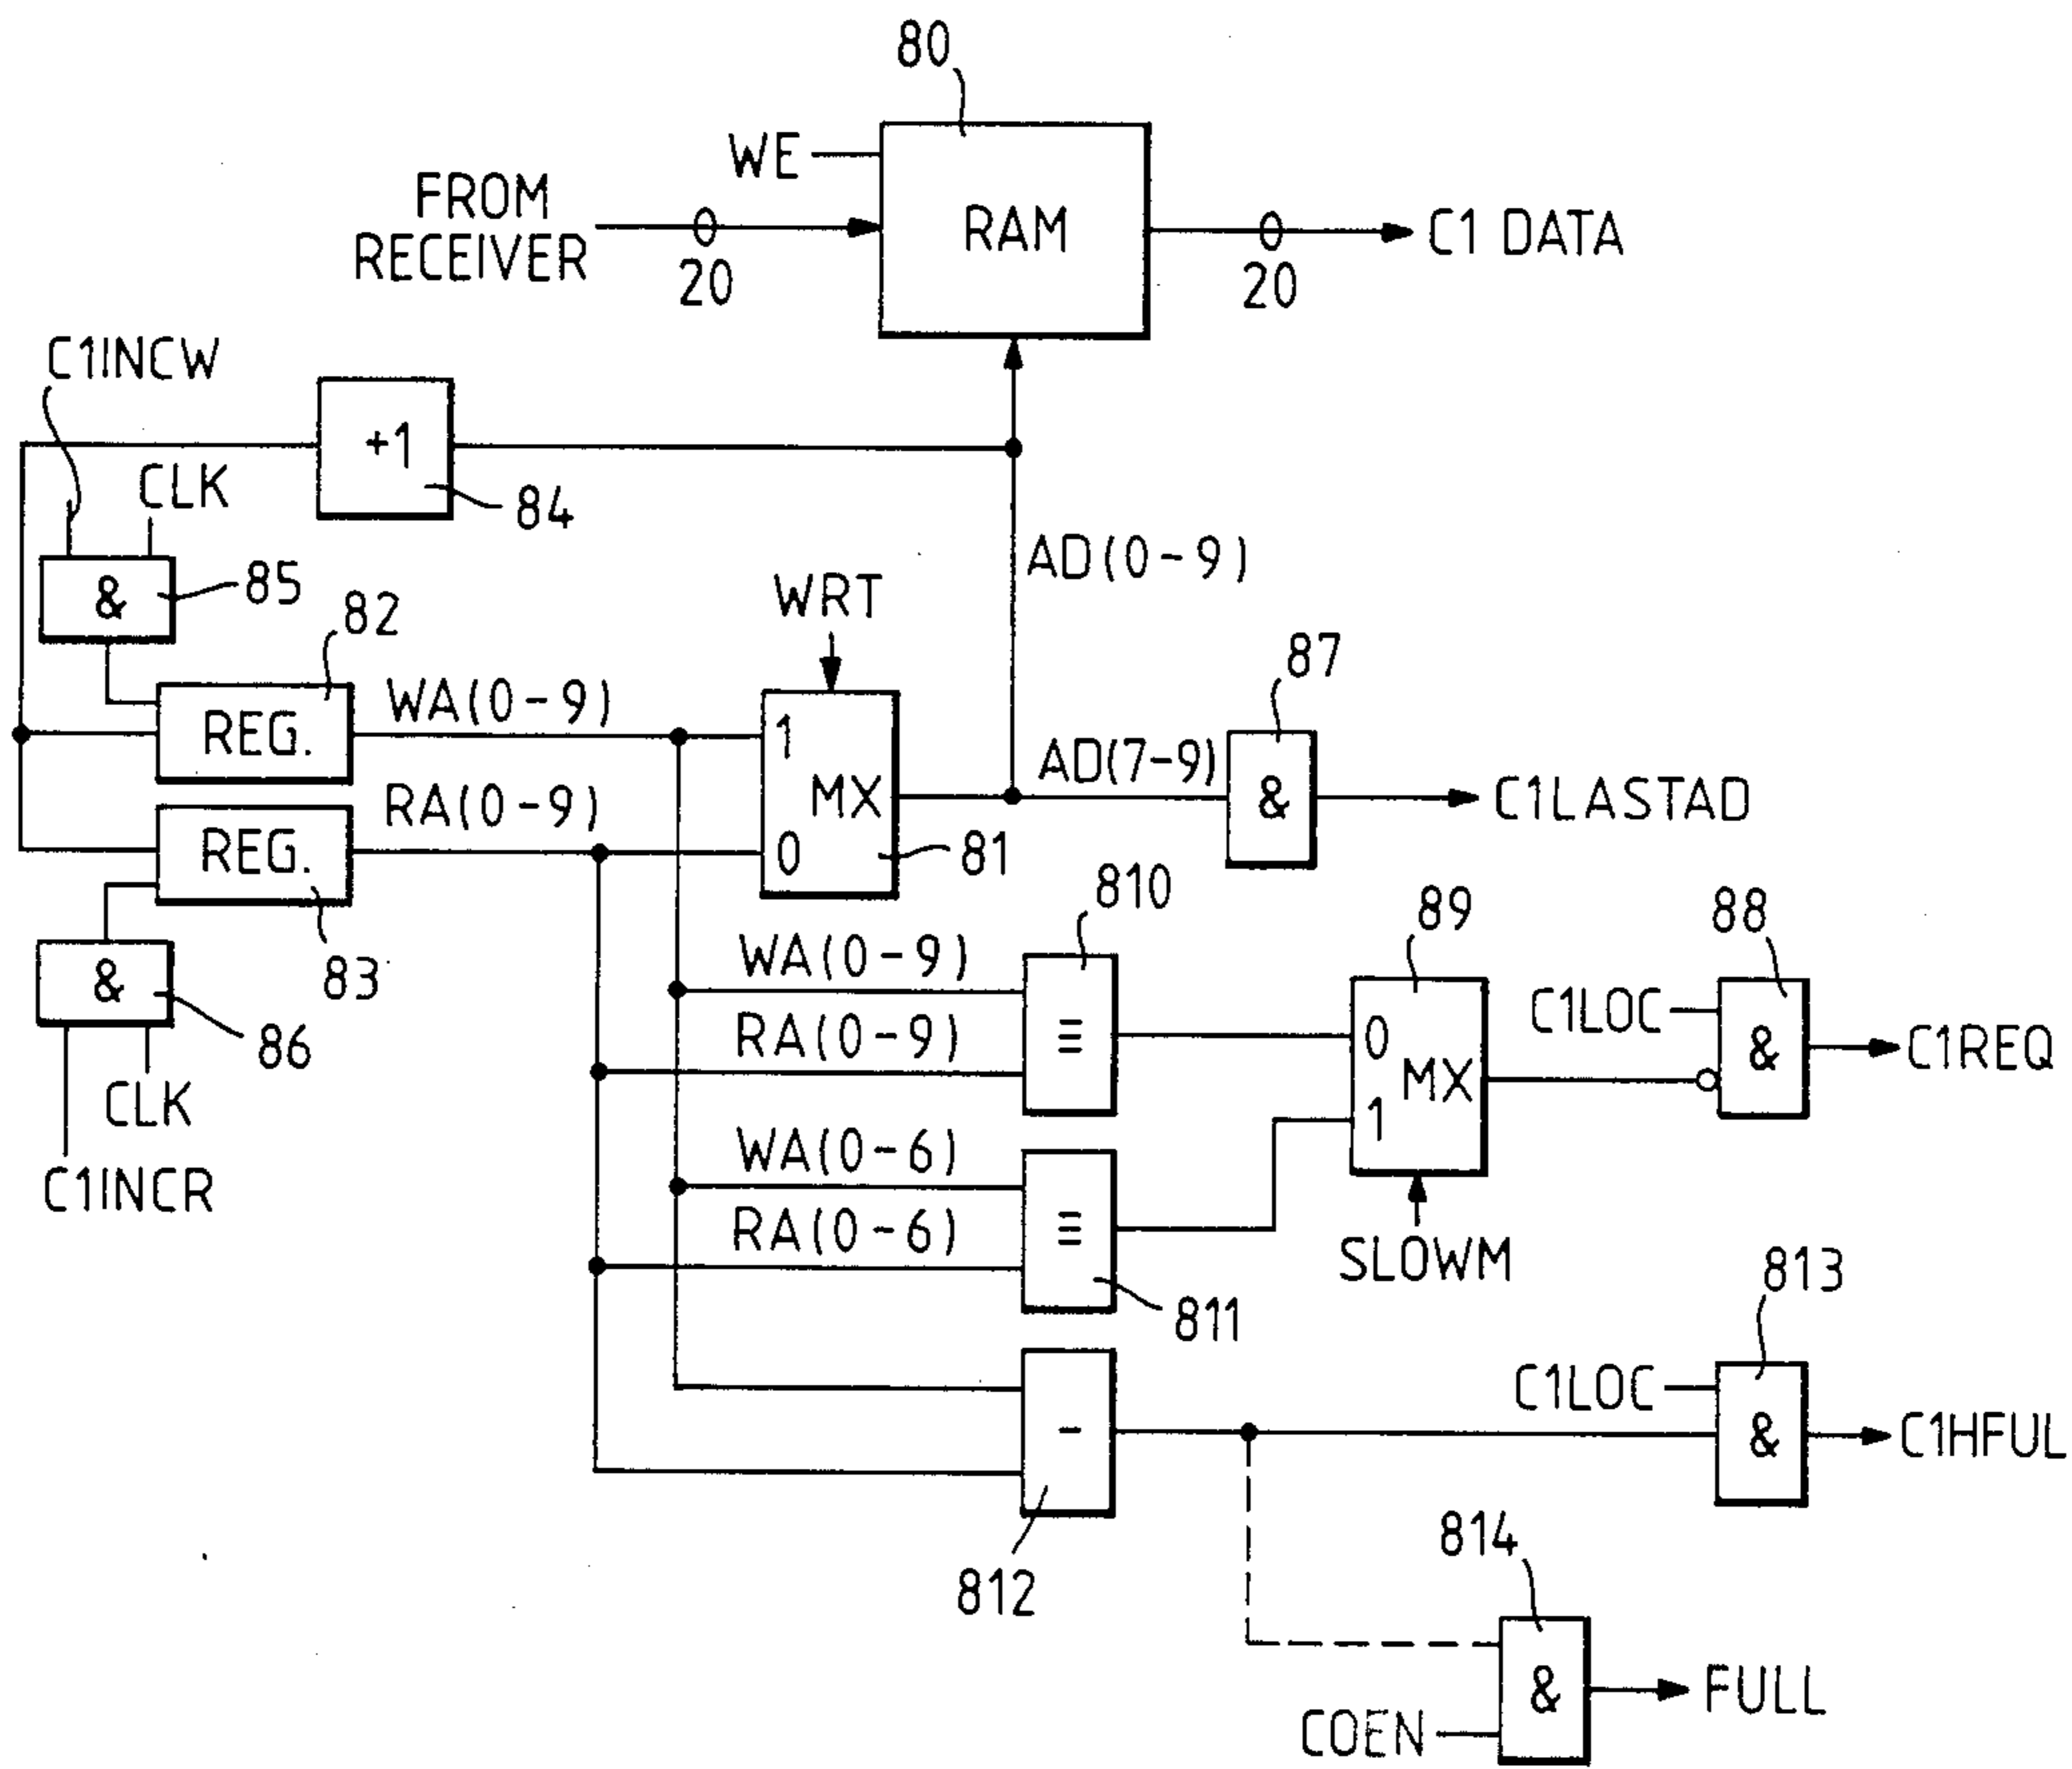 80
WE
FROM
RECEIVER
20
RAM
20
C1 DATA
C1INCW
CLK
+1
84
&
85
82
WRT
AD(0-9)
87
REG.
WA(0-9)
1
MX
0
81
AD(7-9)
&
C1LASTAD
REG.
RA(0-9)
83
&
86
CLK
C1INCR
810
WA(0-9)
RA(0-9)
≡
89
0
MX
1
SLOWM
88
C1LOC
&
C1REQ
WA(0-6)
RA(0-6)
≡
811
813
C1LOC
&
C1HFUL
-
812
814
&
COEN
FULL